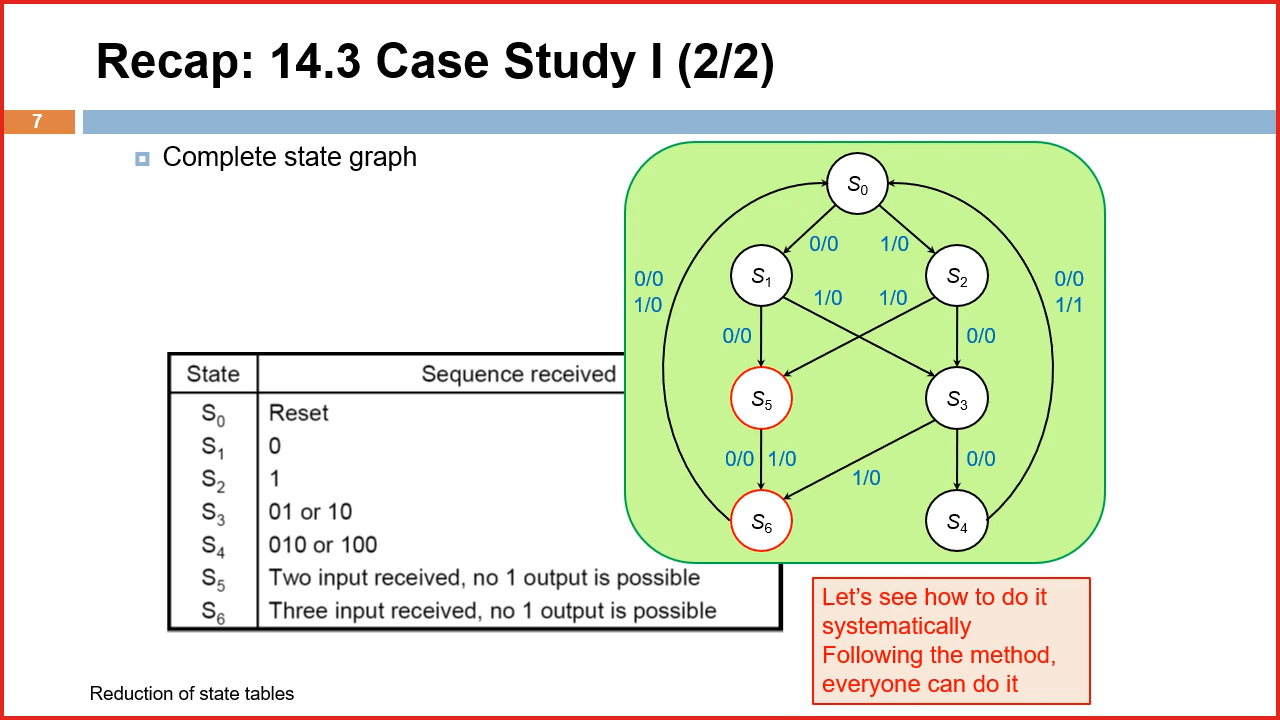 Recap: 14.3 Case Study I (2/2)
7
Complete state graph
S0
0/0 1/0
S1 S2
0/0 1/0 1/0 0/0
1/0 1/1
0/0 0/0
S5 S3
0/0 1/0 1/0 0/0
S6 S4
State Sequence received
S0 Reset
S1 0
S2 1
S3 01 or 10
S4 010 or 100
S5 Two input received, no 1 output is possible
S6 Three input received, no 1 output is possible
Let’s see how to do it
systematically
Following the method,
everyone can do it
Reduction of state tables